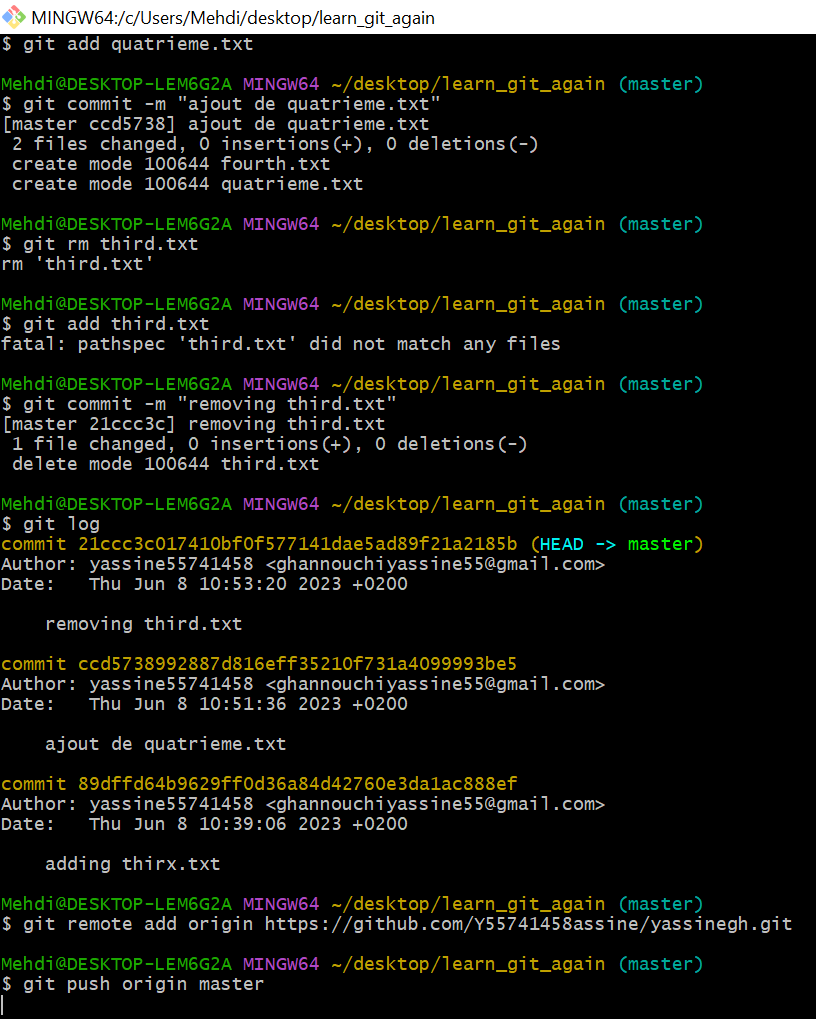 MINGW64:/c/Users/Mehdi/desktop/learn_git_again
$ git add quatrieme.txt
Mehdi@DESKTOP-LEM6G2A MINGW64 ~/desktop/learn_git_again (master)
$ git commit -m "ajout de quatrieme.txt"
[master ccd5738] ajout de quatrieme.txt
 2 files changed, 0 insertions(+), 0 deletions(-)
 create mode 100644 fourth.txt
 create mode 100644 quatrieme.txt
Mehdi@DESKTOP-LEM6G2A MINGW64 ~/desktop/learn_git_again (master)
$ git rm third.txt
rm 'third.txt'
Mehdi@DESKTOP-LEM6G2A MINGW64 ~/desktop/learn_git_again (master)
$ git add third.txt
fatal: pathspec 'third.txt' did not match any files
Mehdi@DESKTOP-LEM6G2A MINGW64 ~/desktop/learn_git_again (master)
$ git commit -m "removing third.txt"
[master 21ccc3c] removing third.txt
 1 file changed, 0 insertions(+), 0 deletions(-)
 delete mode 100644 third.txt
Mehdi@DESKTOP-LEM6G2A MINGW64 ~/desktop/learn_git_again (master)
$ git log
commit 21ccc3c017410bf0f577141dae5ad89f21a2185b (HEAD -> master)
Author: yassine55741458 <ghannouchiyassine55@gmail.com>
Date:   Thu Jun 8 10:53:20 2023 +0200
    removing third.txt
commit ccd5738992887d816eff35210f731a4099993be5
Author: yassine55741458 <ghannouchiyassine55@gmail.com>
Date:   Thu Jun 8 10:51:36 2023 +0200
    ajout de quatrieme.txt
commit 89dffd64b9629ff0d36a84d42760e3da1ac888ef
Author: yassine55741458 <ghannouchiyassine55@gmail.com>
Date:   Thu Jun 8 10:39:06 2023 +0200
    adding thirx.txt
Mehdi@DESKTOP-LEM6G2A MINGW64 ~/desktop/learn_git_again (master)
$ git remote add origin https://github.com/Y55741458assine/yassinegh.git
Mehdi@DESKTOP-LEM6G2A MINGW64 ~/desktop/learn_git_again (master)
$ git push origin master